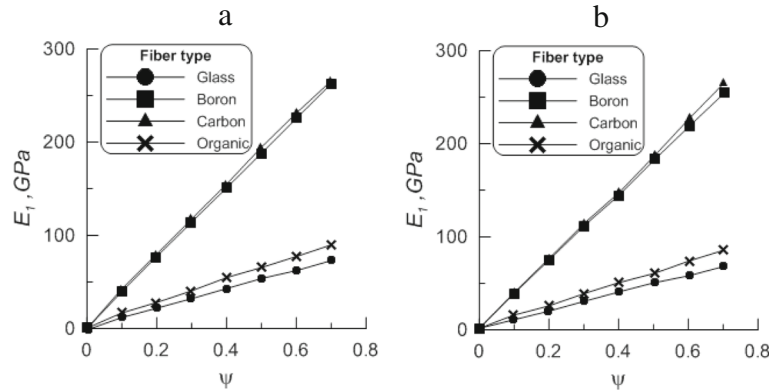 a
Fiber type
Glass
Boron
Carbon
Organic
300
200
100
0
E1 ,GPa
0 0.2 0.4 0.6 0.8
ψ
b
Fiber type
Glass
Boron
Carbon
Organic
300
200
100
0
E1 ,GPa
0 0.2 0.4 0.6 0.8
ψ